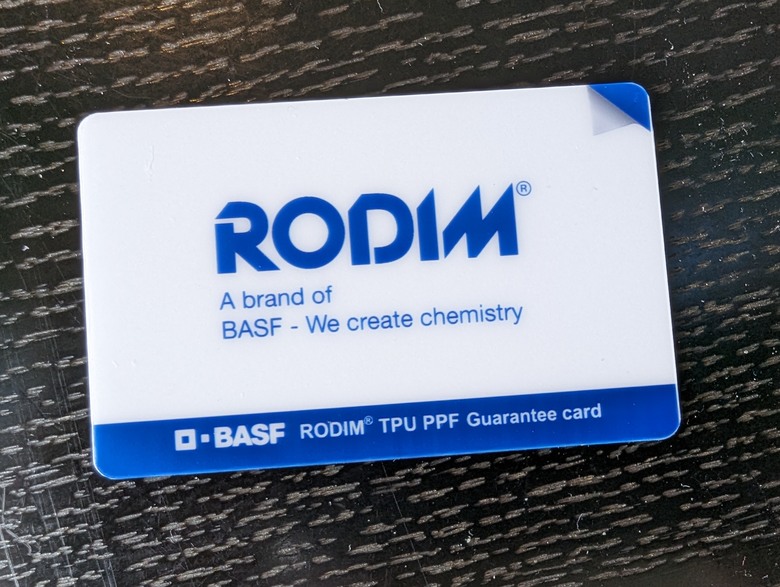 RODIM®
A brand of
BASF - We create chemistry
BASF RODIM® TPU PPF Guarantee card